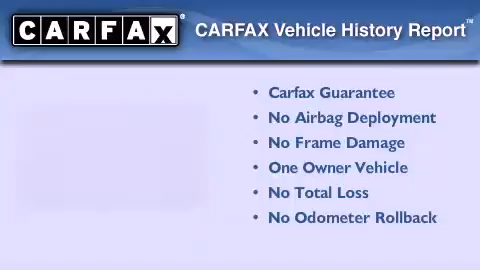 CARFAX® CARFAX Vehicle History Report™
• Carfax Guarantee
• No Airbag Deployment
• No Frame Damage
• One Owner Vehicle
• No Total Loss
• No Odometer Rollback